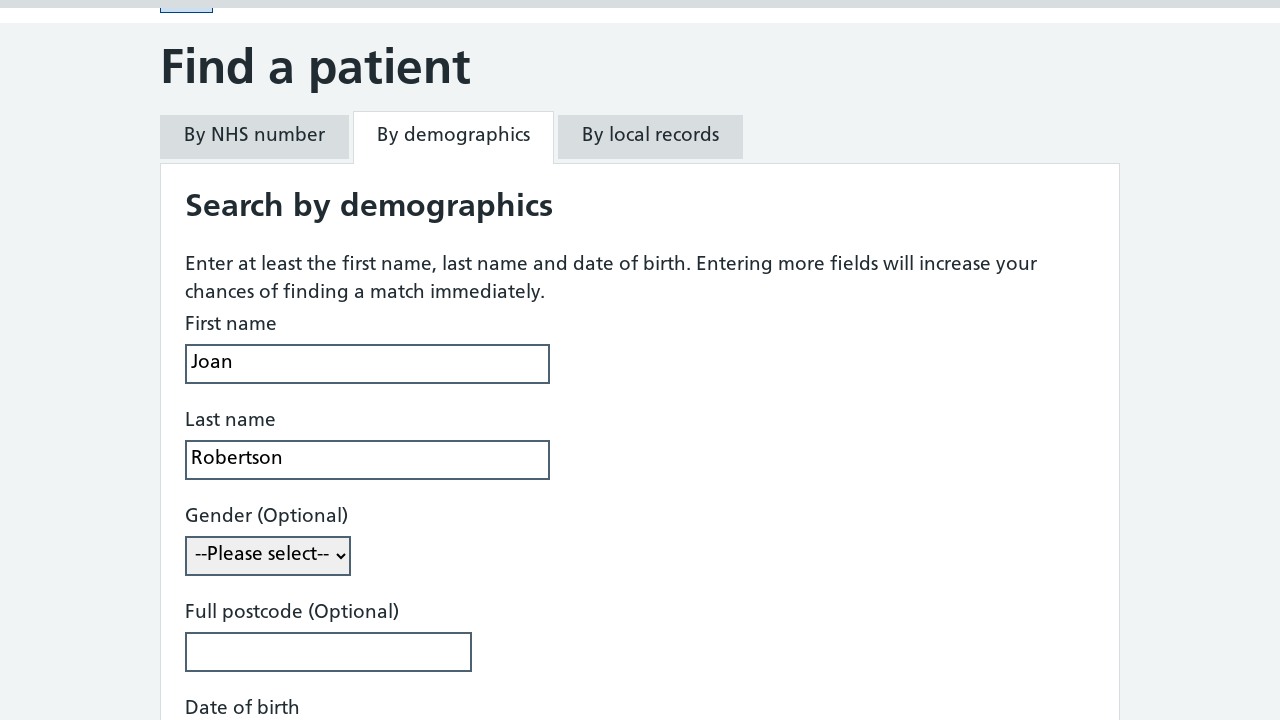 Find a patient
By NHS number
By demographics
By local records
Search by demographics
Enter at least the first name, last name and date of birth. Entering more fields will increase your
chances of finding a match immediately.
First name
Joan
Last name
Robertson
Gender (Optional)
--Please select--
Full postcode (Optional)
Date of birth